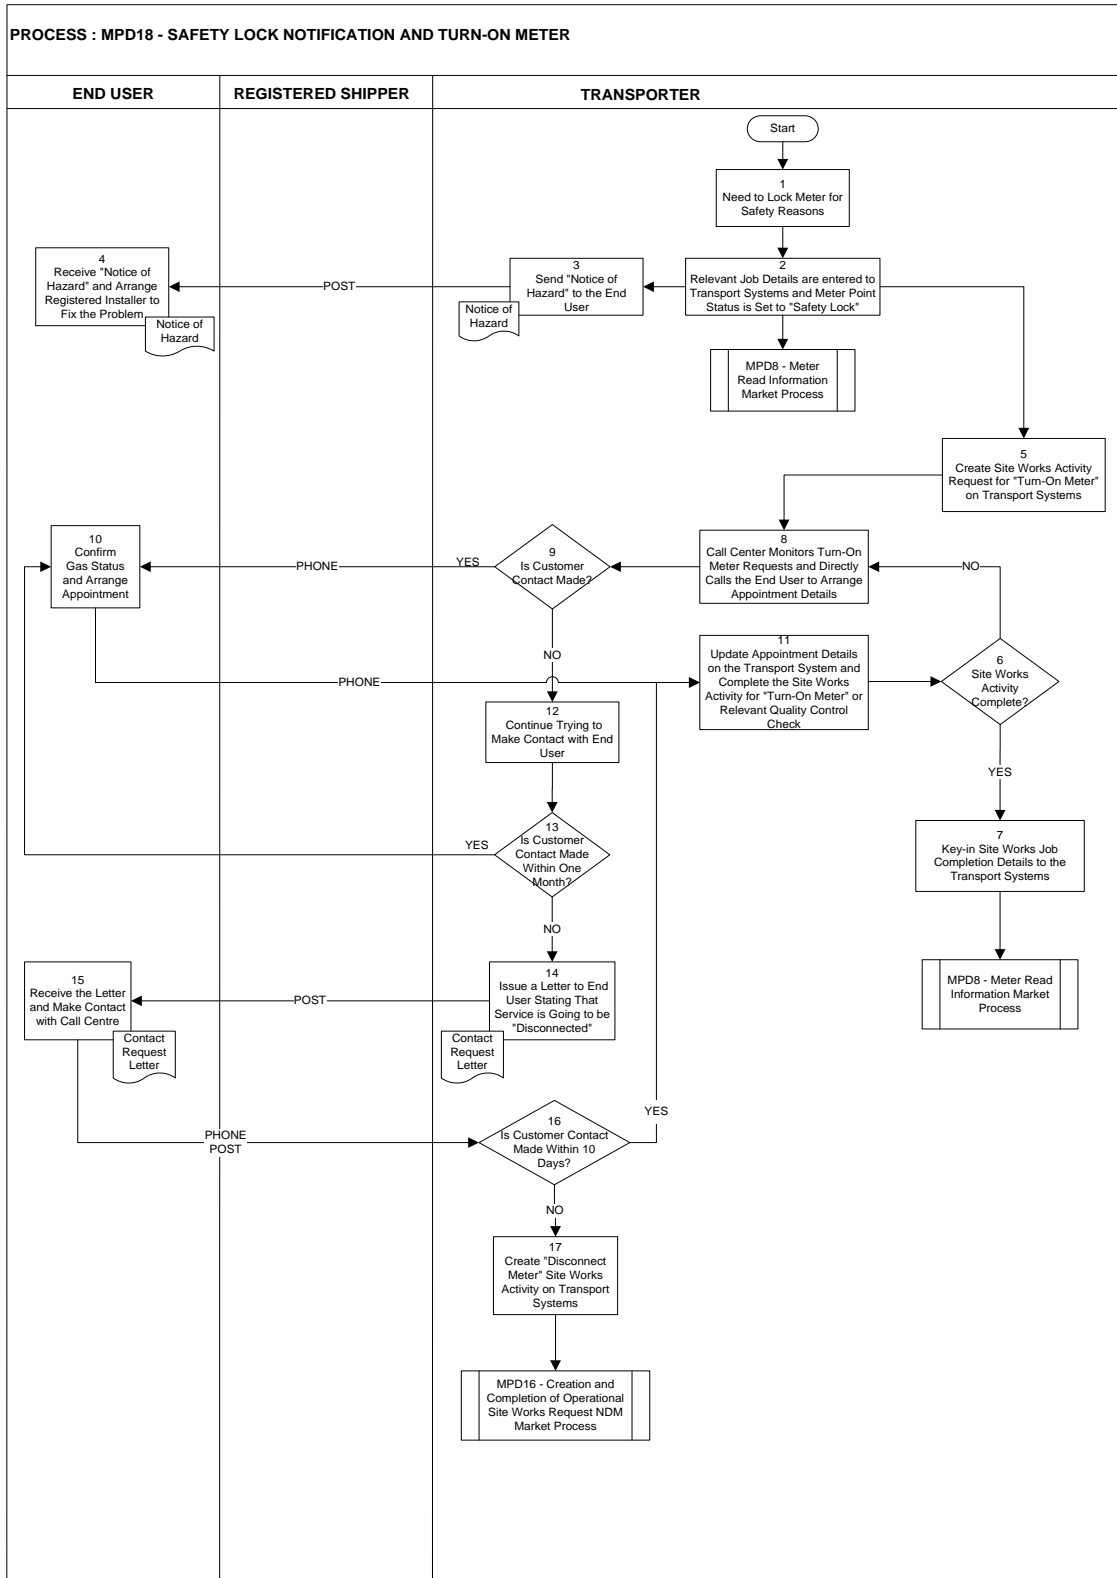 PROCESS : MPD18 - SAFETY LOCK NOTIFICATION AND TURN-ON METER
END USER
REGISTERED SHIPPER
TRANSPORTER
Start
1
Need to Lock Meter for
Safety Reasons
2
Relevant Job Details are entered to
Transport Systems and Meter Point
Status is Set to "Safety Lock"
3
Send "Notice of
Hazard" to the End
User
Notice of
Hazard
POST
4
Receive "Notice of
Hazard" and Arrange
Registered Installer to
Fix the Problem
Notice of
Hazard
MPD8 - Meter
Read Information
Market Process
5
Create Site Works Activity
Request for "Turn-On Meter"
on Transport Systems
8
Call Center Monitors Turn-On
Meter Requests and Directly
Calls the End User to Arrange
Appointment Details
NO
9
Is Customer
Contact Made?
YES
PHONE
10
Confirm
Gas Status
and Arrange
Appointment
NO
PHONE
11
Update Appointment Details
on the Transport System and
Complete the Site Works
Activity for "Turn-On Meter" or
Relevant Quality Control
Check
6
Site Works
Activity
Complete?
12
Continue Trying to
Make Contact with End
User
YES
13
Is Customer
Contact Made
Within One
Month?
YES
7
Key-in Site Works Job
Completion Details to the
Transport Systems
NO
14
Issue a Letter to End
User Stating That
Service is Going to be
"Disconnected"
Contact
Request
Letter
POST
15
Receive the Letter
and Make Contact
with Call Centre
Contact
Request
Letter
MPD8 - Meter Read
Information Market
Process
PHONE
POST
16
Is Customer Contact
Made Within 10
Days?
YES
NO
17
Create "Disconnect
Meter" Site Works
Activity on Transport
Systems
MPD16 - Creation and
Completion of Operational
Site Works Request NDM
Market Process